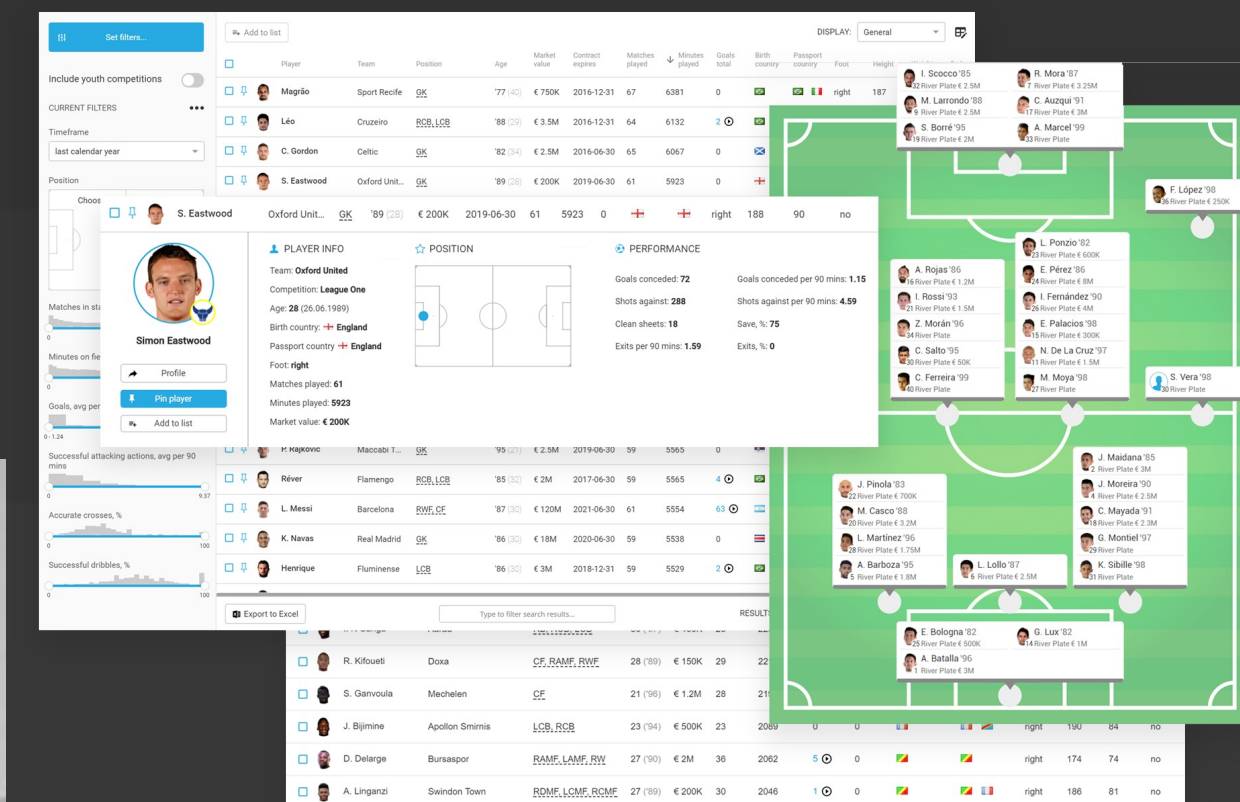 Set filters...
Add to list
DISPLAY: General
Include youth competitions
CURRENT FILTERS
Timeframe
last calendar year
Position
Choos
Matches in sta
0
Minutes on fie
0
Goals, avg per
0 - 1.24
Successful attacking actions, avg per 90 mins
0 9.37
Accurate crosses, %
0 100
Successful dribbles, %
0 100
Player Team Position Age Market value Contract expires Matches played Minutes played Goals total Birth country Passport country Foot Height
Magrão Sport Recife GK '77 (40) € 750K 2016-12-31 67 6381 0 right 187
Léo Cruzeiro RCB, LCB '88 (29) € 3.5M 2016-12-31 64 6132 2
C. Gordon Celtic GK '82 (34) € 2.5M 2016-06-30 65 6067 0
S. Eastwood Oxford Unit... GK '89 (28) € 200K 2019-06-30 61 5923 0
S. Eastwood Oxford Unit... GK '89 (28) € 200K 2019-06-30 61 5923 0 right 188 90 no
Simon Eastwood
Profile
Pin player
Add to list
PLAYER INFO
Team: Oxford United
Competition: League One
Age: 28 (26.06.1989)
Birth country: England
Passport country England
Foot: right
Matches played: 61
Minutes played: 5923
Market value: € 200K
POSITION
PERFORMANCE
Goals conceded: 72 Goals conceded per 90 mins: 1.15
Shots against: 288 Shots against per 90 mins: 4.59
Clean sheets: 18 Save, %: 75
Exits per 90 mins: 1.59 Exits, %: 0
P. Rajkovic Maccabi T... GK '95 (21) € 2.5M 2019-06-30 59 5565 0
Réver Flamengo RCB, LCB '85 (32) € 2M 2017-06-30 59 5565 4
L. Messi Barcelona RWF, CF '87 (30) € 120M 2021-06-30 61 5554 63
K. Navas Real Madrid GK '86 (30) € 18M 2020-06-30 59 5538 0
Henrique Fluminense LCB '86 (30) € 3M 2018-12-31 59 5529 2
Export to Excel
Type to filter search results...
RESULT
R. Kifoueti Doxa CF, RAMF, RWF 28 ('89) € 150K 29
S. Ganvoula Mechelen CF 21 ('96) € 1.2M 28
J. Bijimine Apollon Smirnis LCB, RCB 23 ('94) € 500K 23 2089 0 0 right 190 84 no
D. Delarge Bursaspor RAMF, LAMF, RW 27 ('90) € 2M 36 2062 5 0 right 174 74 no
A. Linganzi Swindon Town RDMF, LCMF, RCMF 27 ('89) € 200K 30 2046 1 0 right 186 81 no
I. Scocco '85
32 River Plate € 2.5M
R. Mora '87
7 River Plate € 3.25M
M. Larrondo '88
9 River Plate € 2.5M
C. Auzqui '91
17 River Plate € 3M
S. Borré '95
19 River Plate € 2M
A. Marcel '99
33 River Plate
F. López '98
36 River Plate € 250K
A. Rojas '86
16 River Plate € 1.2M
I. Rossi '93
21 River Plate € 1.5M
Z. Morán '96
34 River Plate
C. Salto '95
30 River Plate € 50K
C. Ferreira '99
40 River Plate
L. Ponzio '82
23 River Plate € 600K
E. Pérez '86
24 River Plate € 8M
I. Fernández '90
26 River Plate € 4M
E. Palacios '98
15 River Plate € 300K
N. De La Cruz '97
11 River Plate € 1.5M
M. Moya '98
27 River Plate
S. Vera '98
30 River Plate
J. Pinola '83
22 River Plate € 700K
M. Casco '88
20 River Plate € 3.2M
L. Martínez '96
28 River Plate € 1.75M
A. Barboza '95
5 River Plate € 1.8M
L. Lollo '87
6 River Plate € 2.5M
J. Maidana '85
2 River Plate € 3M
J. Moreira '90
4 River Plate € 2.5M
C. Mayada '91
18 River Plate € 2.3M
G. Montiel '97
29 River Plate
K. Sibille '98
31 River Plate
E. Bologna '82
25 River Plate € 500K
G. Lux '82
14 River Plate € 1M
A. Batalla '96
1 River Plate € 3M